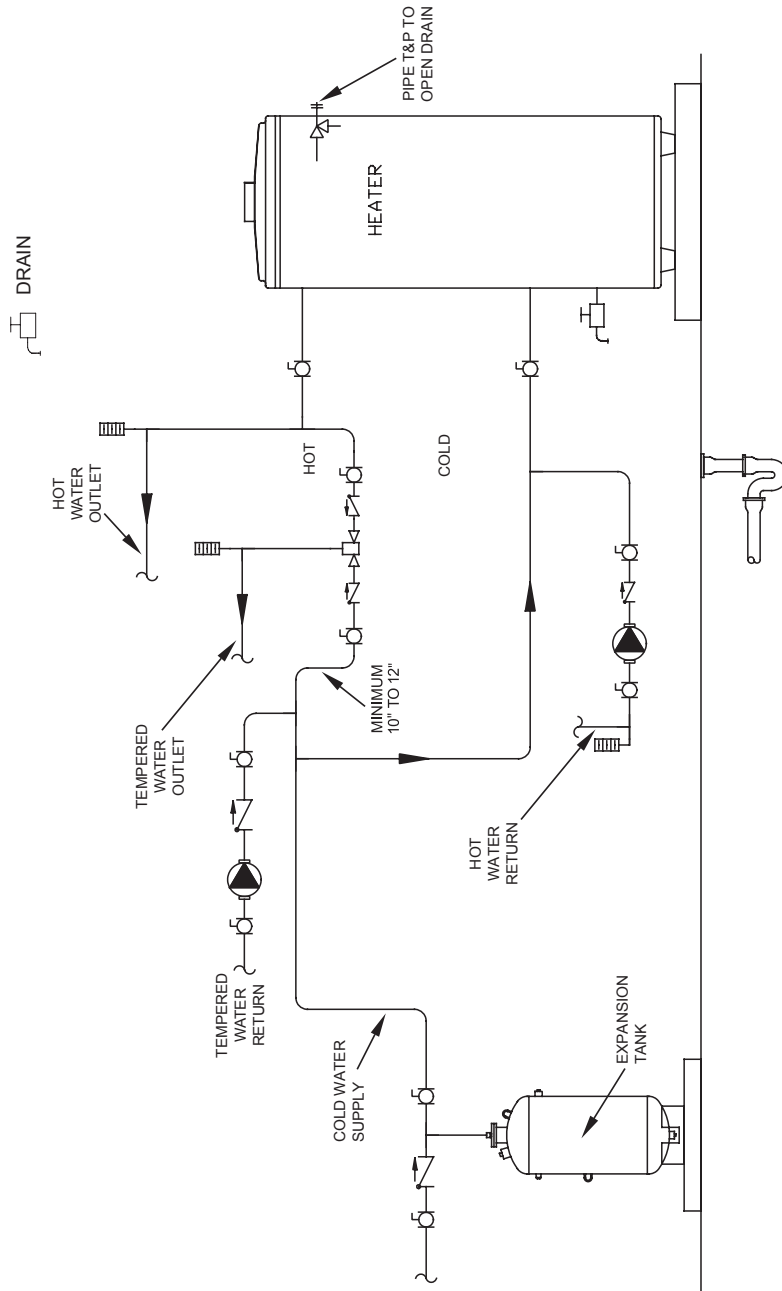 DRAIN
PIPE T&P TO
OPEN DRAIN
HEATER
HOT
WATER
OUTLET
HOT
COLD
TEMPERED
WATER
OUTLET
MINIMUM
10" TO 12"
HOT
WATER
RETURN
TEMPERED
WATER
RETURN
COLD WATER
SUPPLY
EXPANSION
TANK